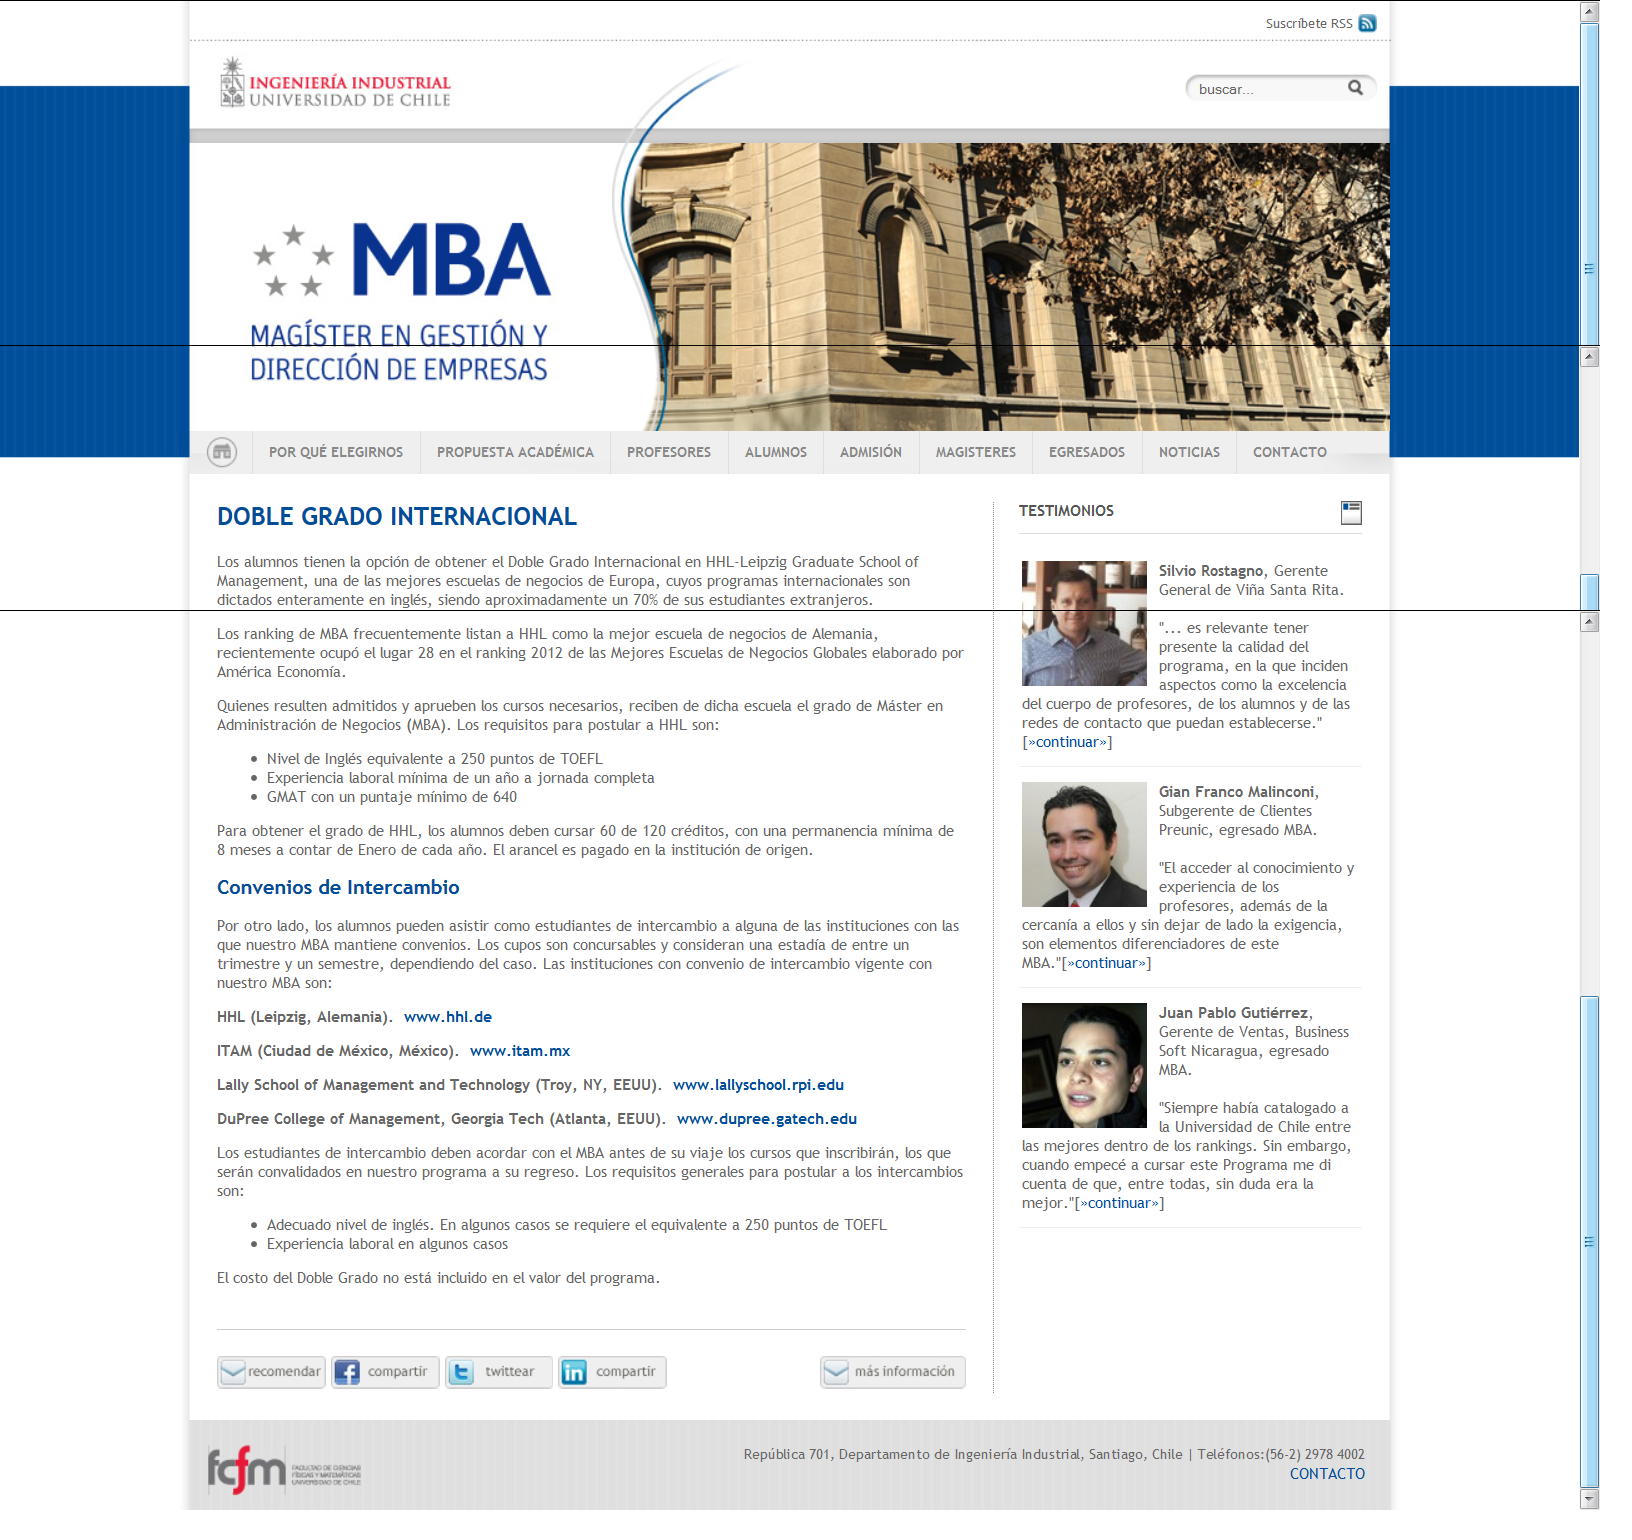 Suscríbete RSS
INGENIERÍA INDUSTRIAL
UNIVERSIDAD DE CHILE
buscar...
MBA
MAGÍSTER EN GESTIÓN Y
DIRECCIÓN DE EMPRESAS
POR QUÉ ELEGIRNOS PROPUESTA ACADÉMICA PROFESORES ALUMNOS ADMISIÓN MAGISTERES EGRESADOS NOTICIAS CONTACTO
DOBLE GRADO INTERNACIONAL
Los alumnos tienen la opción de obtener el Doble Grado Internacional en HHL-Leipzig Graduate School of
Management, una de las mejores escuelas de negocios de Europa, cuyos programas internacionales son
dictados enteramente en inglés, siendo aproximadamente un 70% de sus estudiantes extranjeros.
Los ranking de MBA frecuentemente listan a HHL como la mejor escuela de negocios de Alemania,
recientemente ocupó el lugar 28 en el ranking 2012 de las Mejores Escuelas de Negocios Globales elaborado por
América Economía.
Quienes resulten admitidos y aprueben los cursos necesarios, reciben de dicha escuela el grado de Máster en
Administración de Negocios (MBA). Los requisitos para postular a HHL son:
• Nivel de Inglés equivalente a 250 puntos de TOEFL
• Experiencia laboral mínima de un año a jornada completa
• GMAT con un puntaje mínimo de 640
Para obtener el grado de HHL, los alumnos deben cursar 60 de 120 créditos, con una permanencia mínima de
8 meses a contar de Enero de cada año. El arancel es pagado en la institución de origen.
Convenios de Intercambio
Por otro lado, los alumnos pueden asistir como estudiantes de intercambio a alguna de las instituciones con las
que nuestro MBA mantiene convenios. Los cupos son concursables y consideran una estadía de entre un
trimestre y un semestre, dependiendo del caso. Las instituciones con convenio de intercambio vigente con
nuestro MBA son:
HHL (Leipzig, Alemania). www.hhl.de
ITAM (Ciudad de México, México). www.itam.mx
Lally School of Management and Technology (Troy, NY, EEUU). www.lallyschool.rpi.edu
DuPree College of Management, Georgia Tech (Atlanta, EEUU). www.dupree.gatech.edu
Los estudiantes de intercambio deben acordar con el MBA antes de su viaje los cursos que inscribirán, los que
serán convalidados en nuestro programa a su regreso. Los requisitos generales para postular a los intercambios
son:
• Adecuado nivel de inglés. En algunos casos se requiere el equivalente a 250 puntos de TOEFL
• Experiencia laboral en algunos casos
El costo del Doble Grado no está incluido en el valor del programa.
recomendar compartir twittear compartir más información
TESTIMONIOS
Silvio Rostagno, Gerente
General de Viña Santa Rita.
"... es relevante tener
presente la calidad del
programa, en la que inciden
aspectos como la excelencia
del cuerpo de profesores, de los alumnos y de las
redes de contacto que puedan establecerse."
[»continuar»]
Gian Franco Malinconi,
Subgerente de Clientes
Preunic, egresado MBA.
"El acceder al conocimiento y
experiencia de los
profesores, además de la
cercanía a ellos y sin dejar de lado la exigencia,
son elementos diferenciadores de este
MBA."[»continuar»]
Juan Pablo Gutiérrez,
Gerente de Ventas, Business
Soft Nicaragua, egresado
MBA.
"Siempre había catalogado a
la Universidad de Chile entre
las mejores dentro de los rankings. Sin embargo,
cuando empecé a cursar este Programa me di
cuenta de que, entre todas, sin duda era la
mejor."[»continuar»]
fcfm
FACULTAD DE CIENCIAS
FÍSICAS Y MATEMÁTICAS
UNIVERSIDAD DE CHILE
República 701, Departamento de Ingeniería Industrial, Santiago, Chile | Teléfonos:(56-2) 2978 4002
CONTACTO